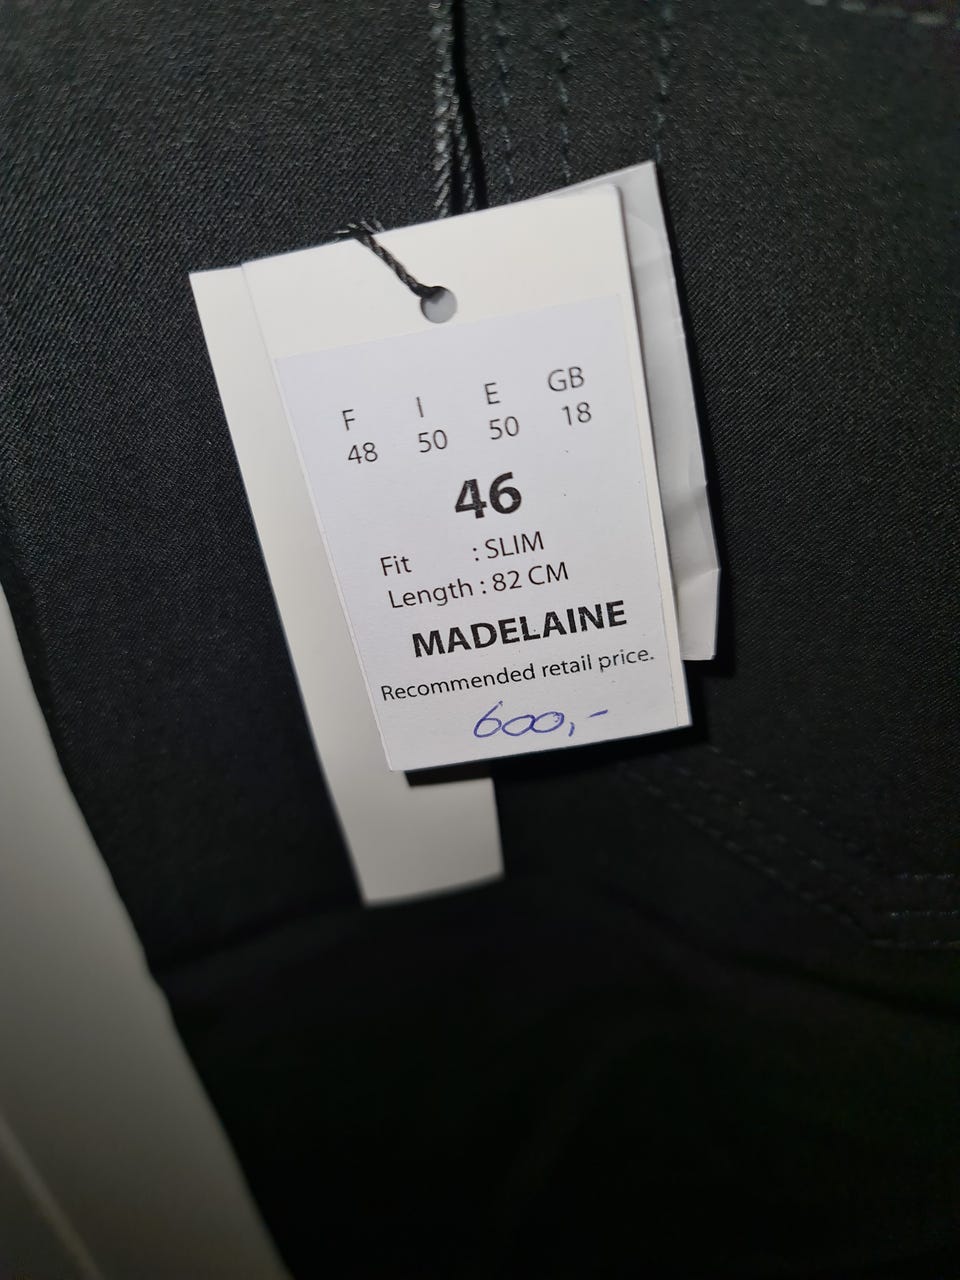 F I E GB
48 50 50 18
46
Fit : SLIM
Length : 82 CM
MADELAINE
Recommended retail price.
600,-